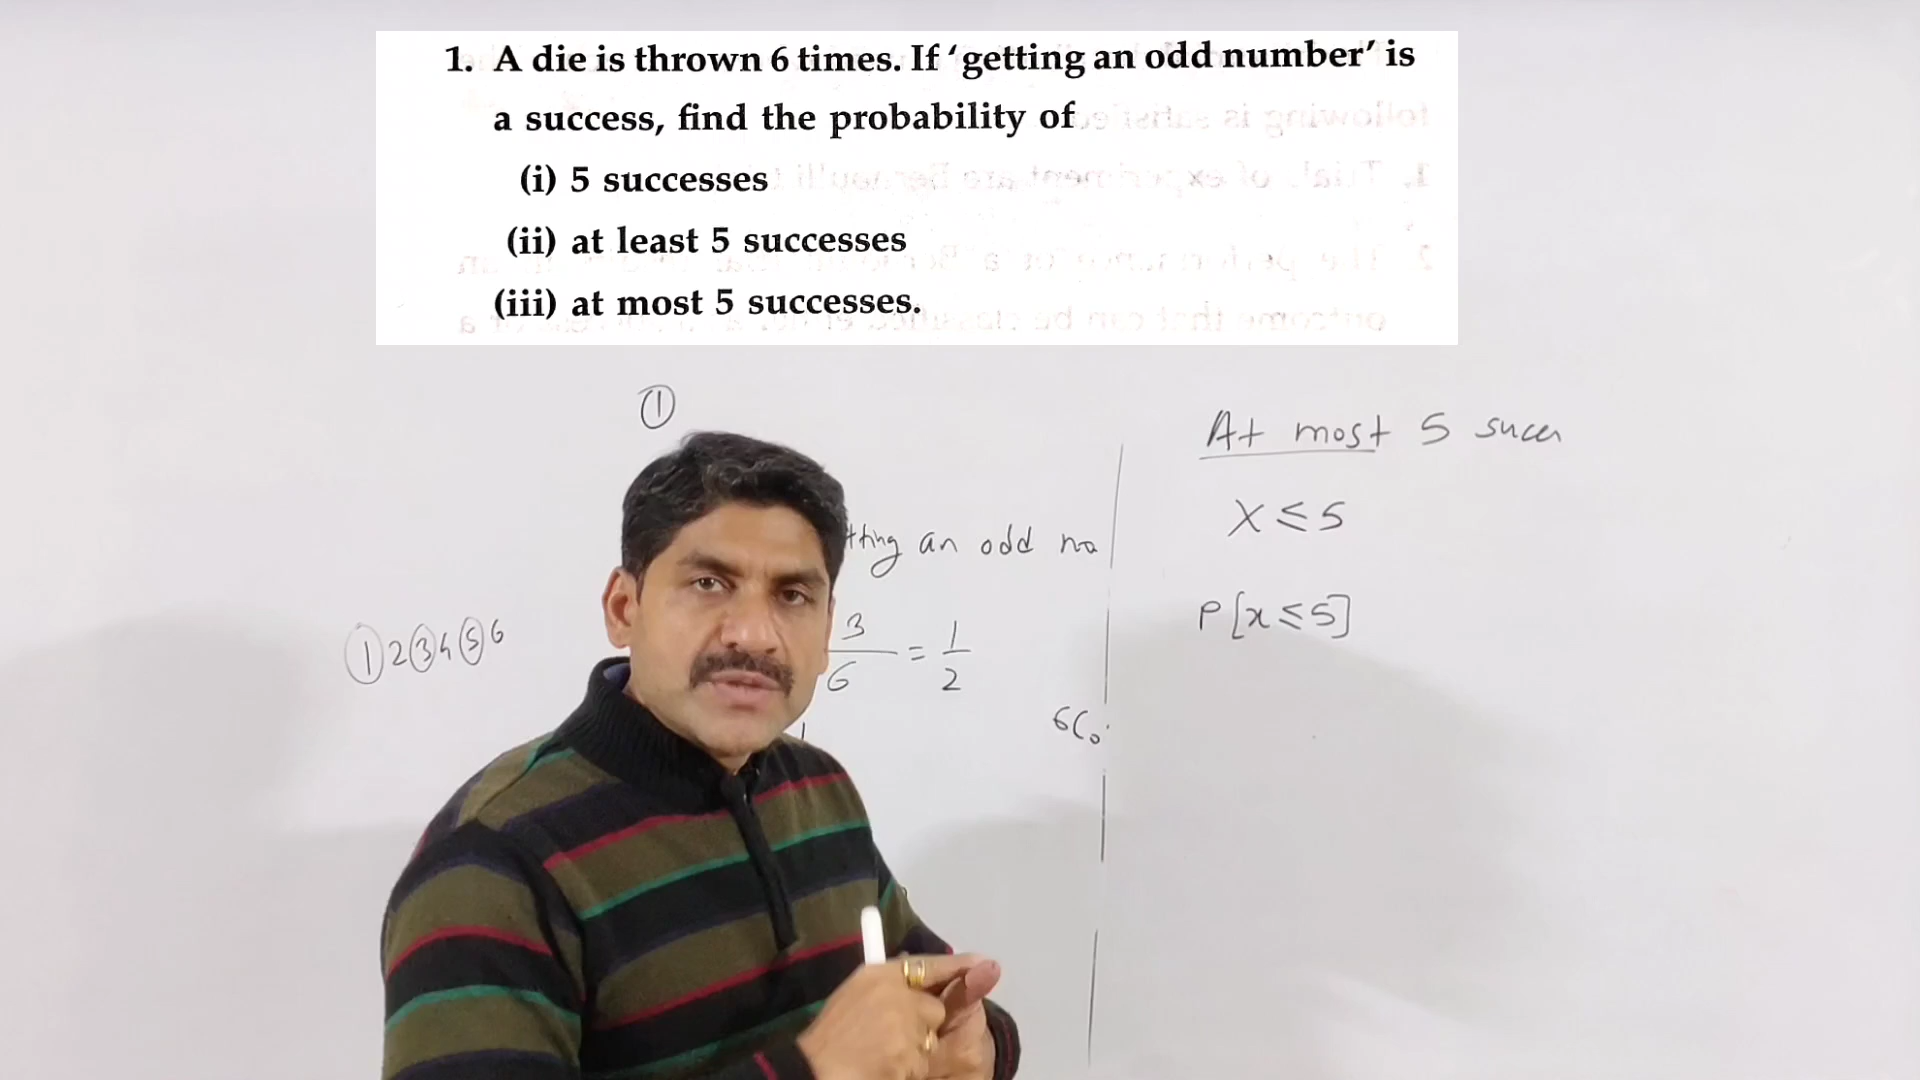 1. A die is thrown 6 times. If ‘getting an odd number’ is
a success, find the probability of
(i) 5 successes
(ii) at least 5 successes
(iii) at most 5 successes.
①
At most 5 succe
tting an odd no
X ≤ 5
① 2 ③ 4 ⑤ 6
3/6 = 1/2
P[x ≤ 5]
6C0